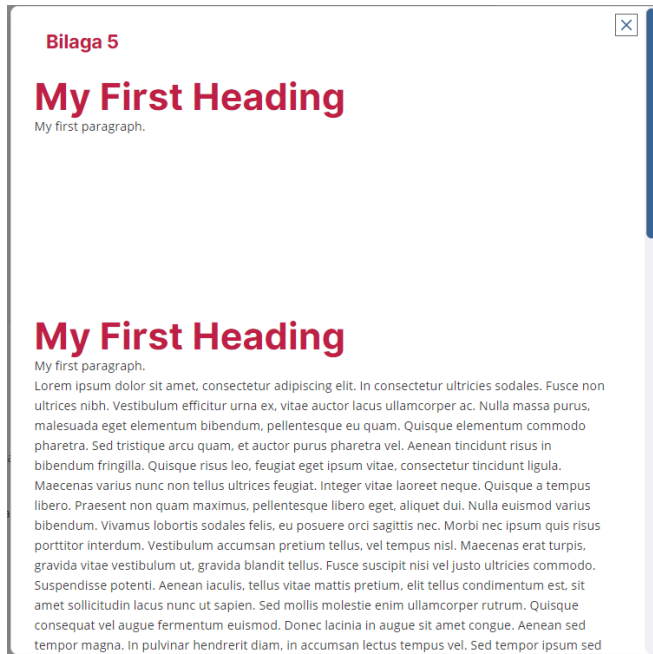 Bilaga 5
My First Heading
My first paragraph.
My First Heading
My first paragraph.
Lorem ipsum dolor sit amet, consectetur adipiscing elit. In consectetur ultricies sodales. Fusce non
ultrices nibh. Vestibulum efficitur urna ex, vitae auctor lacus ullamcorper ac. Nulla massa purus,
malesuada eget elementum bibendum, pellentesque eu quam. Quisque elementum commodo
pharetra. Sed tristique arcu quam, et auctor purus pharetra vel. Aenean tincidunt risus in
bibendum fringilla. Quisque risus leo, feugiat eget ipsum vitae, consectetur tincidunt ligula.
Maecenas varius nunc non tellus ultrices feugiat. Integer vitae laoreet neque. Quisque a tempus
libero. Praesent non quam maximus, pellentesque libero eget, aliquet dui. Nulla euismod varius
bibendum. Vivamus lobortis sodales felis, eu posuere orci sagittis nec. Morbi nec ipsum quis risus
porttitor interdum. Vestibulum accumsan pretium tellus, vel tempus nisl. Maecenas erat turpis,
gravida vitae vestibulum ut, gravida blandit tellus. Fusce suscipit nisi vel justo ultricies commodo.
Suspendisse potenti. Aenean iaculis, tellus vitae mattis pretium, elit tellus condimentum est, sit
amet sollicitudin lacus nunc ut sapien. Sed mollis molestie enim ullamcorper rutrum. Quisque
consequat vel augue fermentum euismod. Donec lacinia in augue sit amet congue. Aenean sed
tempor magna. In pulvinar hendrerit diam, in accumsan lectus tempus vel. Sed tempor ipsum sed